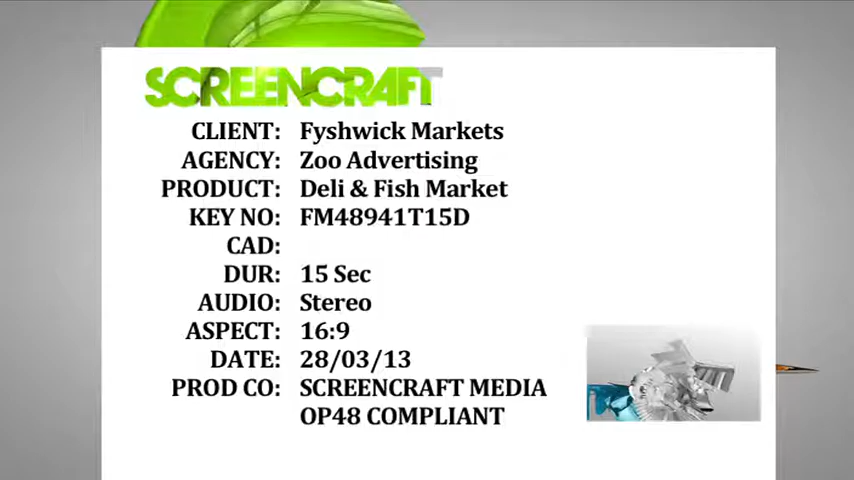 SCREENCRAFT
CLIENT: Fyshwick Markets
AGENCY: Zoo Advertising
PRODUCT: Deli & Fish Market
KEY NO: FM48941T15D
CAD:
DUR: 15 Sec
AUDIO: Stereo
ASPECT: 16:9
DATE: 28/03/13
PROD CO: SCREENCRAFT MEDIA
OP48 COMPLIANT